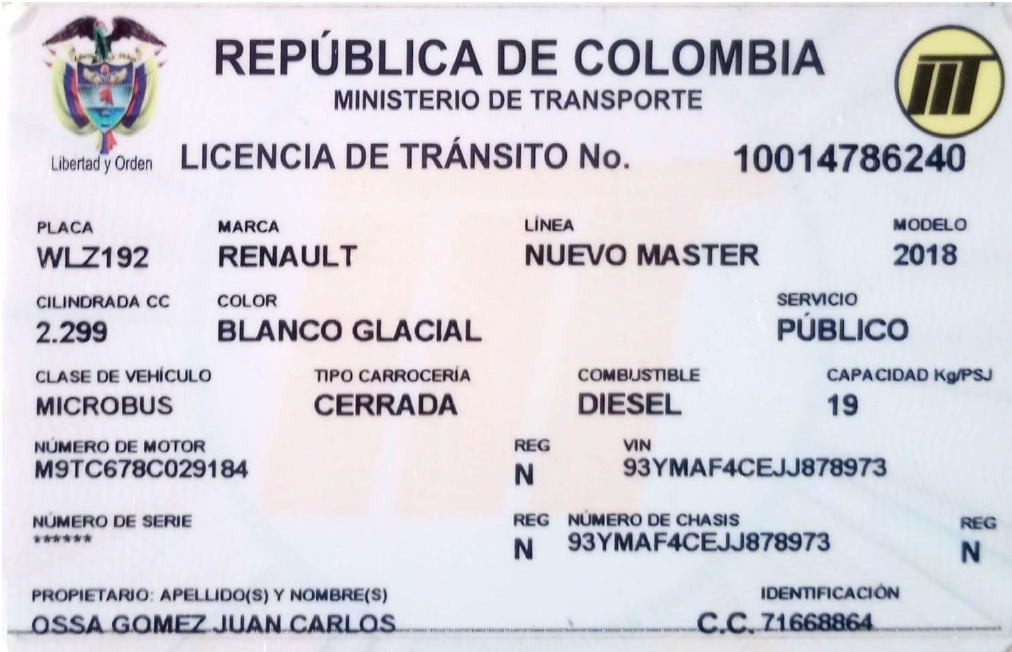 REPÚBLICA DE COLOMBIA
MINISTERIO DE TRANSPORTE
Libertad y Orden
LICENCIA DE TRÁNSITO No. 10014786240
PLACA MARCA LÍNEA MODELO
WLZ192 RENAULT NUEVO MASTER 2018
CILINDRADA CC COLOR SERVICIO
2.299 BLANCO GLACIAL PÚBLICO
CLASE DE VEHÍCULO TIPO CARROCERÍA COMBUSTIBLE CAPACIDAD Kg/PSJ
MICROBUS CERRADA DIESEL 19
NÚMERO DE MOTOR REG VIN
M9TC678C029184 N 93YMAF4CEJJ878973
NÚMERO DE SERIE REG NÚMERO DE CHASIS REG
****** N 93YMAF4CEJJ878973 N
PROPIETARIO: APELLIDO(S) Y NOMBRE(S) IDENTIFICACIÓN
OSSA GOMEZ JUAN CARLOS C.C. 71668864